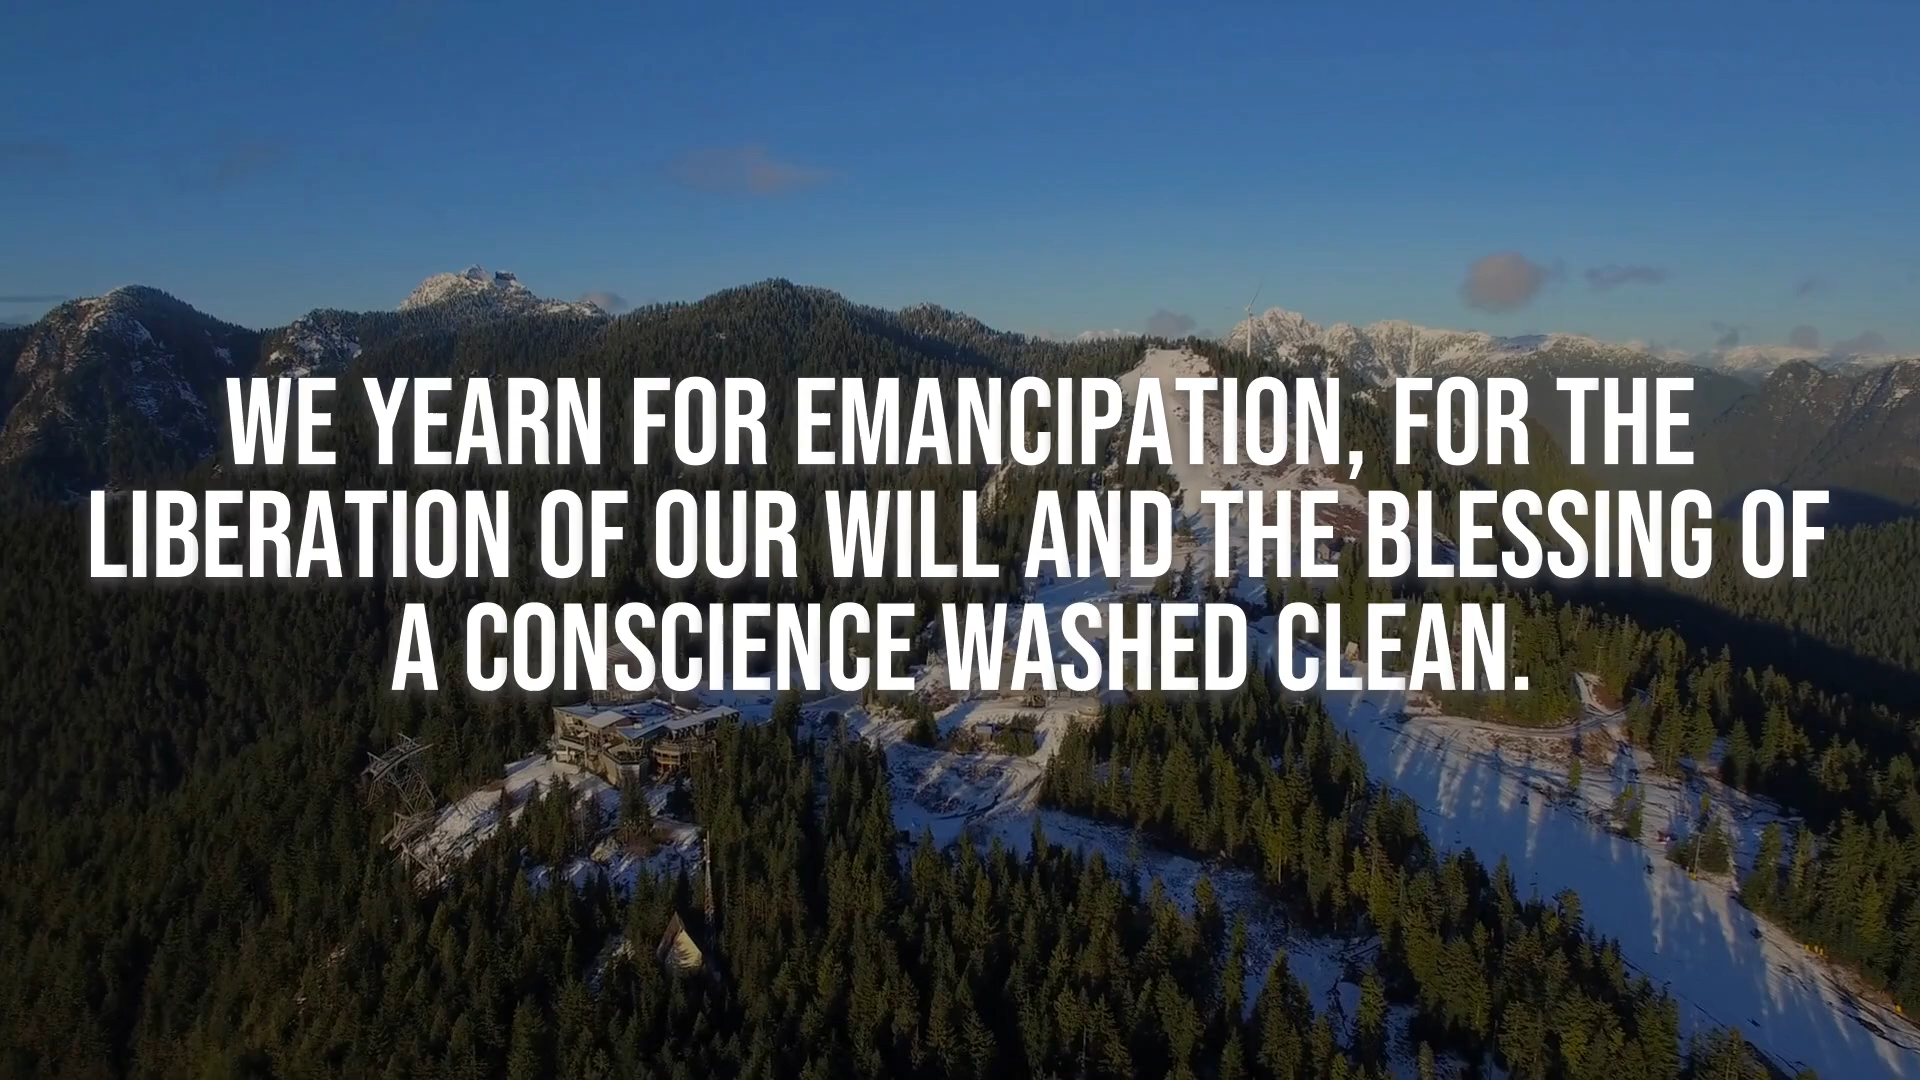 WE YEARN FOR EMANCIPATION, FOR THE
LIBERATION OF OUR WILL AND THE BLESSING OF
A CONSCIENCE WASHED CLEAN.